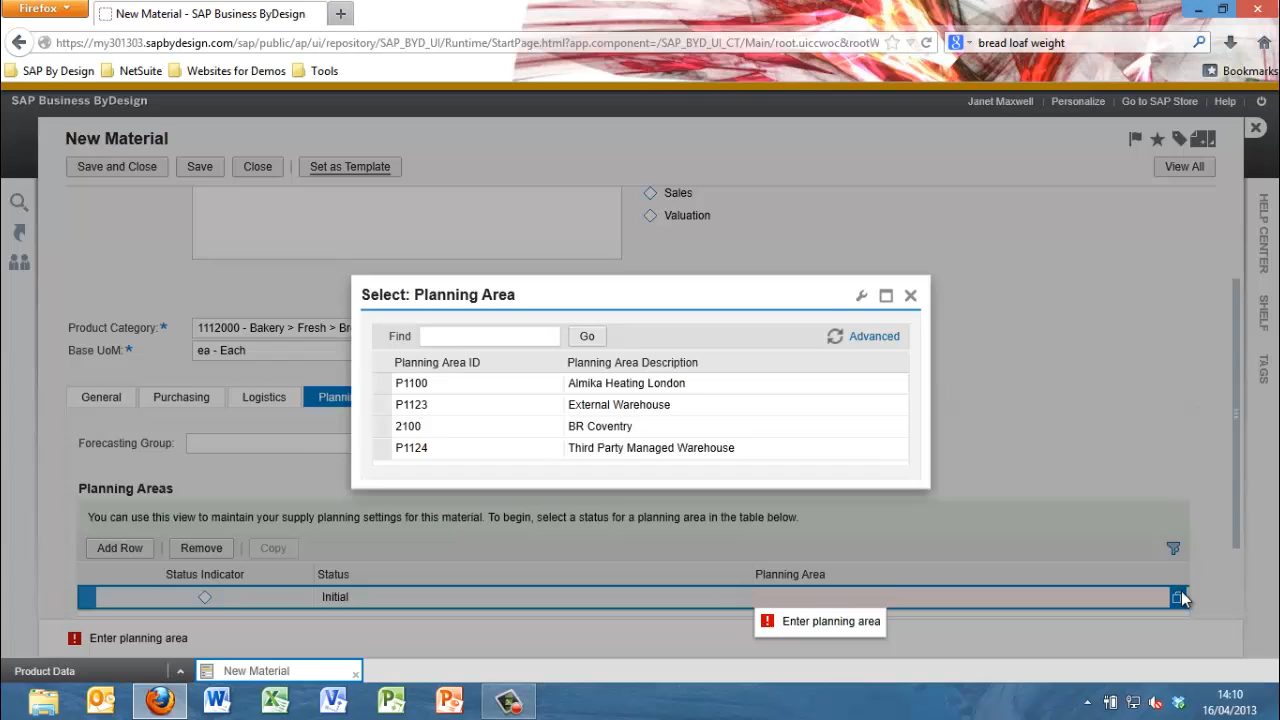 Firefox
New Material - SAP Business ByDesign
https://my301303.sapbydesign.com/sap/public/ap/ui/repository/SAP_BYD_UI/Runtime/StartPage.html?app.component=/SAP_BYD_UI_CT/Main/root.uiccwoc&rootW
bread loaf weight
SAP By Design
NetSuite
Websites for Demos
Tools
Bookmarks
SAP Business ByDesign
Janet Maxwell
Personalize
Go to SAP Store
Help
New Material
Save and Close
Save
Close
Set as Template
View All
Sales
Valuation
HELP CENTER
SHELF
TAGS
Select: Planning Area
Find
Go
Advanced
Planning Area ID Planning Area Description
P1100 Almika Heating London
P1123 External Warehouse
2100 BR Coventry
P1124 Third Party Managed Warehouse
Product Category:* 1112000 - Bakery > Fresh > Br
Base UoM:* ea - Each
General
Purchasing
Logistics
Plannin
Forecasting Group:
Planning Areas
You can use this view to maintain your supply planning settings for this material. To begin, select a status for a planning area in the table below.
Add Row
Remove
Copy
Status Indicator Status Planning Area
Initial
Enter planning area
Enter planning area
Product Data
New Material
14:10
16/04/2013